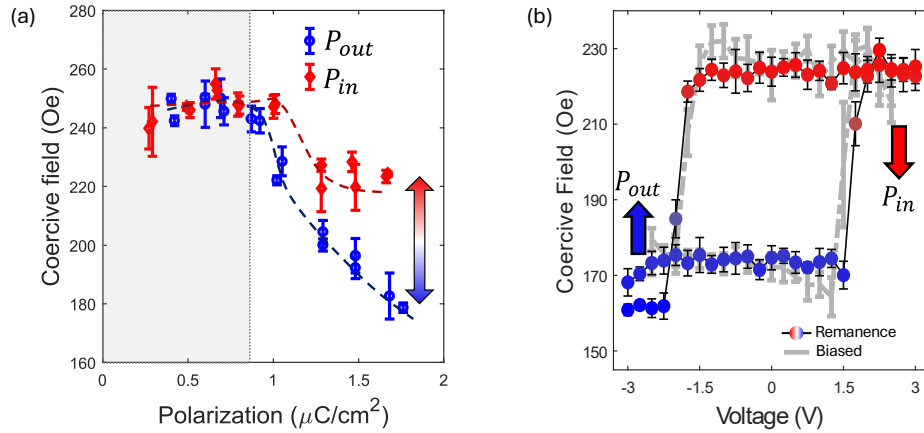 (a)
280
260
240
220
200
180
160
0
0.5
1
1.5
2
Coercive field (Oe)
Polarization (μC/cm²)
P_out
P_in
(b)
230
210
190
170
150
-3
-1.5
0
1.5
3
Coercive Field (Oe)
Voltage (V)
P_out
P_in
Remanence
Biased